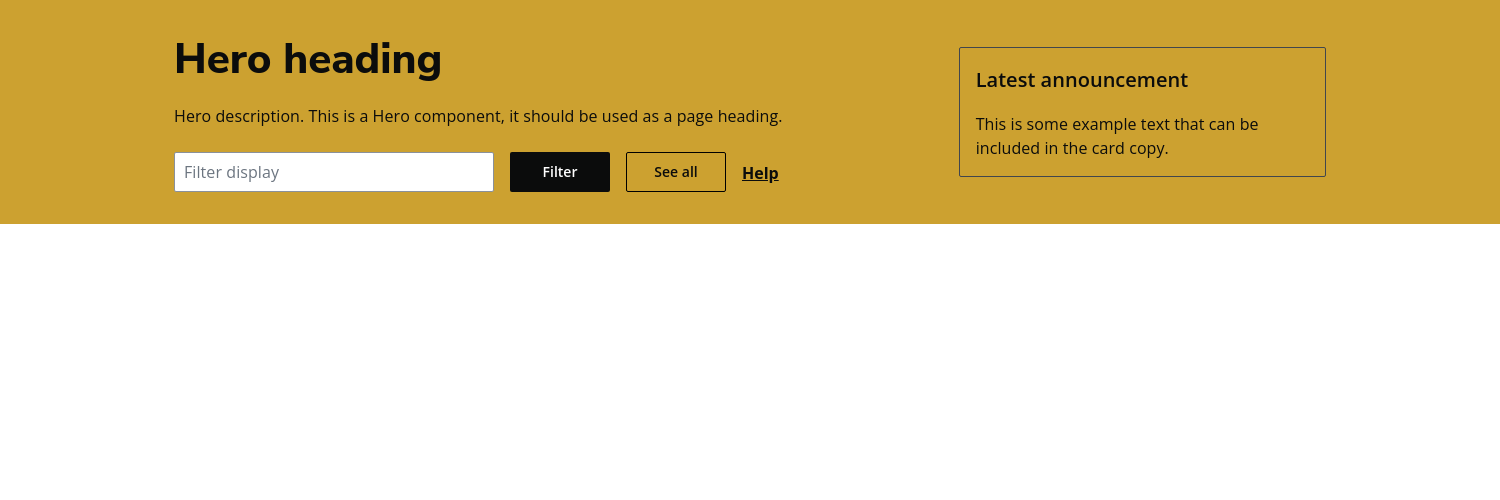 Hero heading
Hero description. This is a Hero component, it should be used as a page heading.
Filter display
Filter
See all
Help
Latest announcement
This is some example text that can be
included in the card copy.